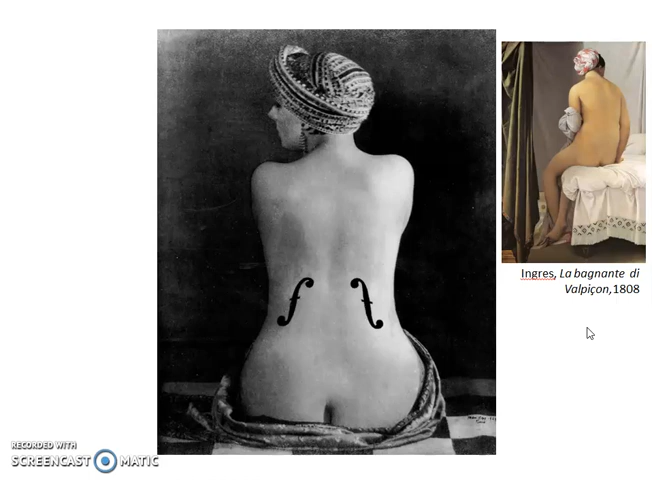 Ingres, La bagnante di
Valpiçon,1808
RECORDED WITH
SCREENCAST MATIC